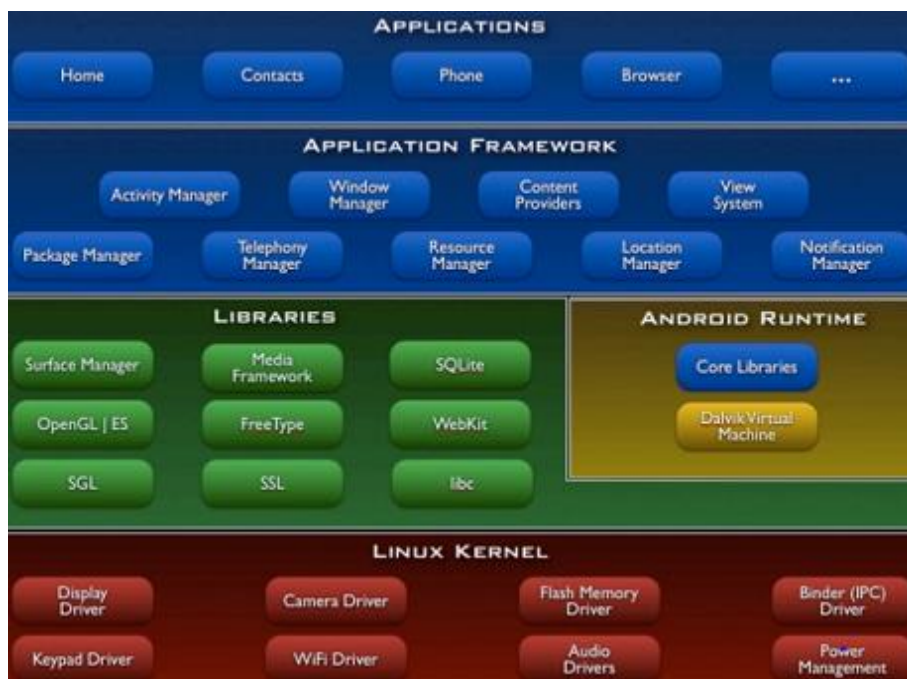 APPLICATIONS
Home Contacts Phone Browser ...
APPLICATION FRAMEWORK
Activity Manager Window Manager Content Providers View System
Package Manager Telephony Manager Resource Manager Location Manager Notification Manager
LIBRARIES
Surface Manager Media Framework SQLite
OpenGL | ES FreeType WebKit
SGL SSL libc
ANDROID RUNTIME
Core Libraries
Dalvik Virtual Machine
LINUX KERNEL
Display Driver Camera Driver Flash Memory Driver Binder (IPC) Driver
Keypad Driver WiFi Driver Audio Drivers Power Management